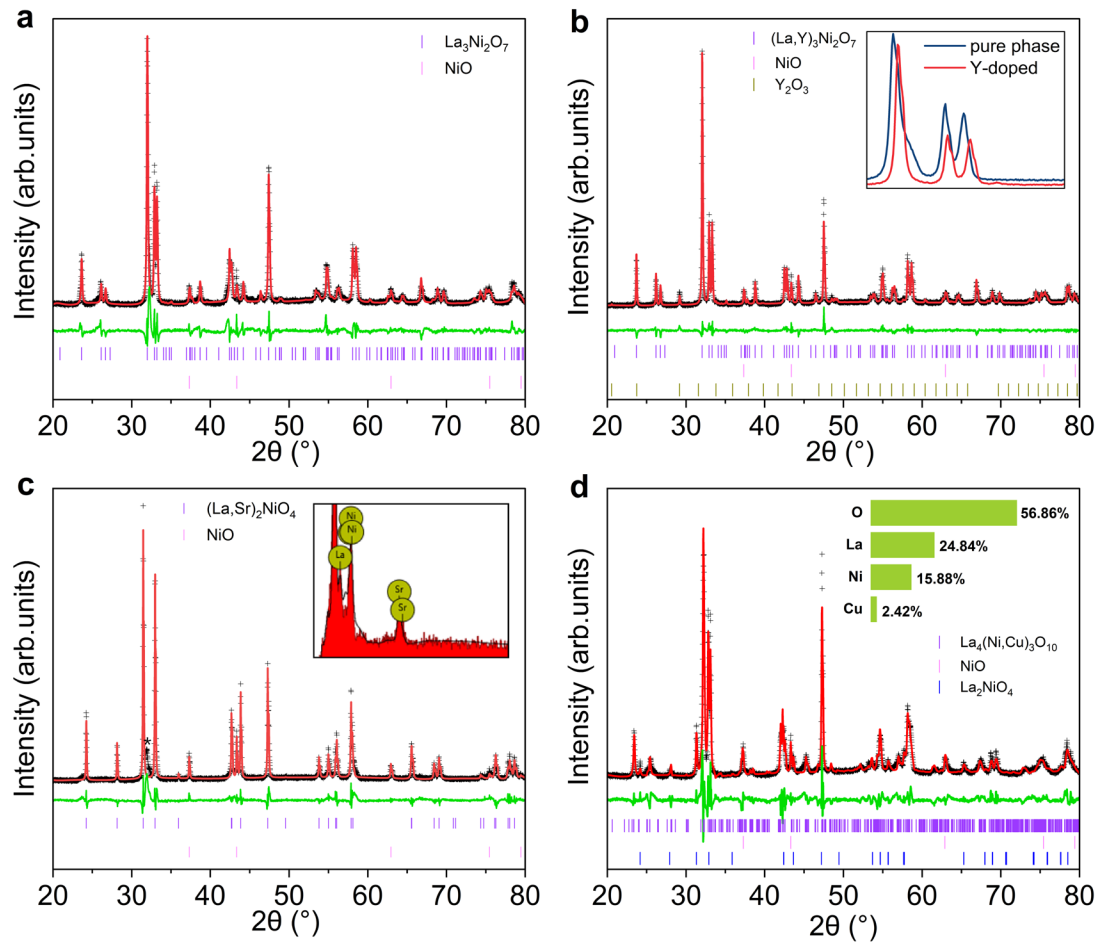 a
La₃Ni₂O₇
NiO
Intensity (arb.units)
20 30 40 50 60 70 80
2θ (°)
b
(La,Y)₃Ni₂O₇
NiO
Y₂O₃
pure phase
Y-doped
Intensity (arb.units)
20 30 40 50 60 70 80
2θ (°)
c
(La,Sr)₂NiO₄
NiO
Ni
Ni
La
Sr
Sr
*
Intensity (arb.units)
20 30 40 50 60 70 80
2θ (°)
d
O 56.86%
La 24.84%
Ni 15.88%
Cu 2.42%
La₄(Ni,Cu)₃O₁₀
NiO
La₂NiO₄
Intensity (arb.units)
20 30 40 50 60 70 80
2θ (°)